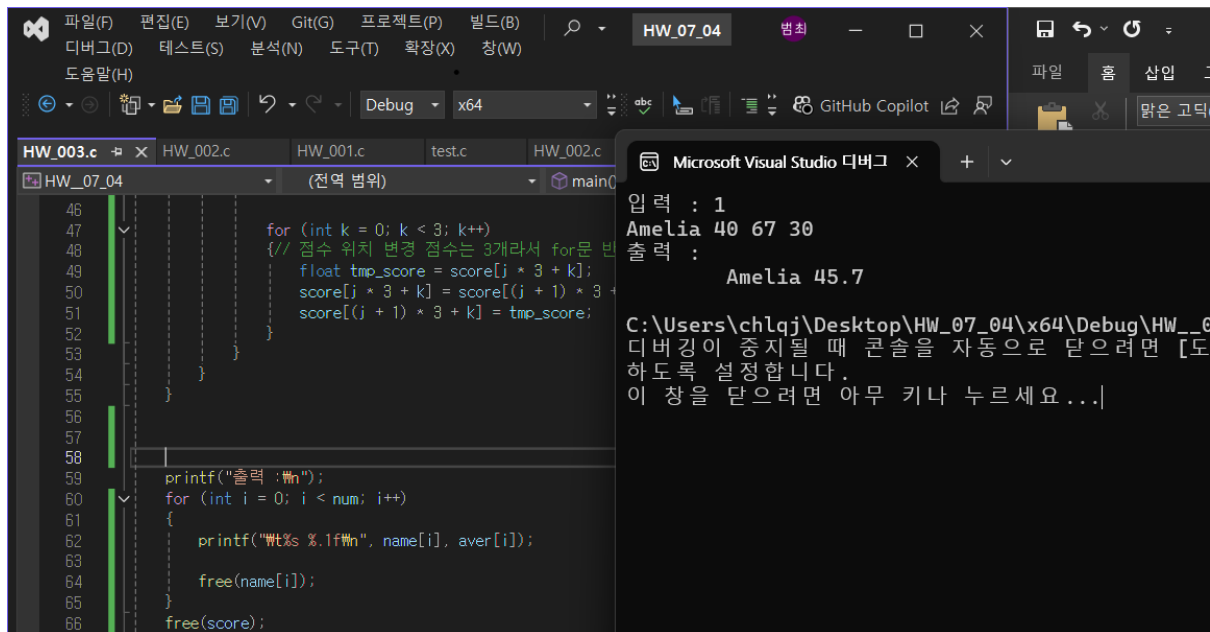 파일(F) 편집(E) 보기(V) Git(G) 프로젝트(P) 빌드(B)
디버그(D) 테스트(S) 분석(N) 도구(T) 확장(X) 창(W)
도움말(H)
HW_07_04
범최
Debug x64 GitHub Copilot
파일 홈 삽입
맑은 고딕
HW_003.c HW_002.c HW_001.c test.c HW_002.c
HW__07_04 (전역 범위) main()
46
47 for (int k = 0; k < 3; k++)
48 {// 점수 위치 변경 점수는 3개라서 for문 반
49 float tmp_score = score[j * 3 + k];
50 score[j * 3 + k] = score[(j + 1) * 3 +
51 score[(j + 1) * 3 + k] = tmp_score;
52 }
53 }
54 }
55 }
56
57
58
59 printf("출력 :₩n");
60 for (int i = 0; i < num; i++)
61 {
62 printf("₩t%s %.1f₩n", name[i], aver[i]);
63
64 free(name[i]);
65 }
66 free(score);
Microsoft Visual Studio 디버그
입력 : 1
Amelia 40 67 30
출력 :
Amelia 45.7
C:\Users\chlqj\Desktop\HW_07_04\x64\Debug\HW__0
디버깅이 중지될 때 콘솔을 자동으로 닫으려면 [도
하도록 설정합니다.
이 창을 닫으려면 아무 키나 누르세요...